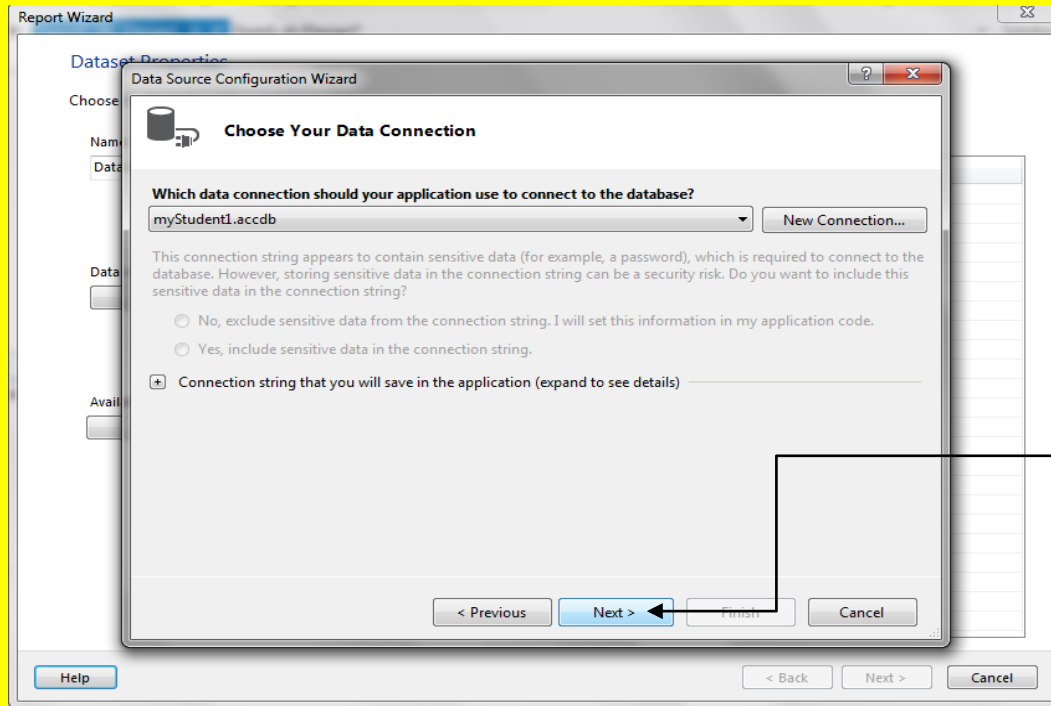 Report Wizard
Dataset Properties
Data Source Configuration Wizard
Choose
Choose Your Data Connection
Name
Data
Which data connection should your application use to connect to the database?
myStudent1.accdb
New Connection...
This connection string appears to contain sensitive data (for example, a password), which is required to connect to the
database. However, storing sensitive data in the connection string can be a security risk. Do you want to include this
sensitive data in the connection string?
Data
No, exclude sensitive data from the connection string. I will set this information in my application code.
Yes, include sensitive data in the connection string.
+ Connection string that you will save in the application (expand to see details)
Avail
< Previous
Next >
Finish
Cancel
Help
< Back
Next >
Cancel